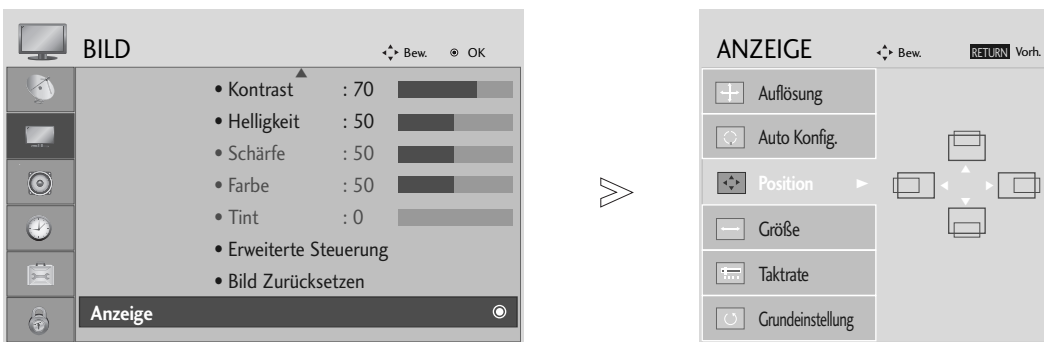 BILD
Bew. OK
• Kontrast : 70
• Helligkeit : 50
• Schärfe : 50
• Farbe : 50
• Tint : 0
• Erweiterte Steuerung
• Bild Zurücksetzen
Anzeige
ANZEIGE
Bew. RETURN Vorh.
Auflösung
Auto Konfig.
Position
Größe
Taktrate
Grundeinstellung